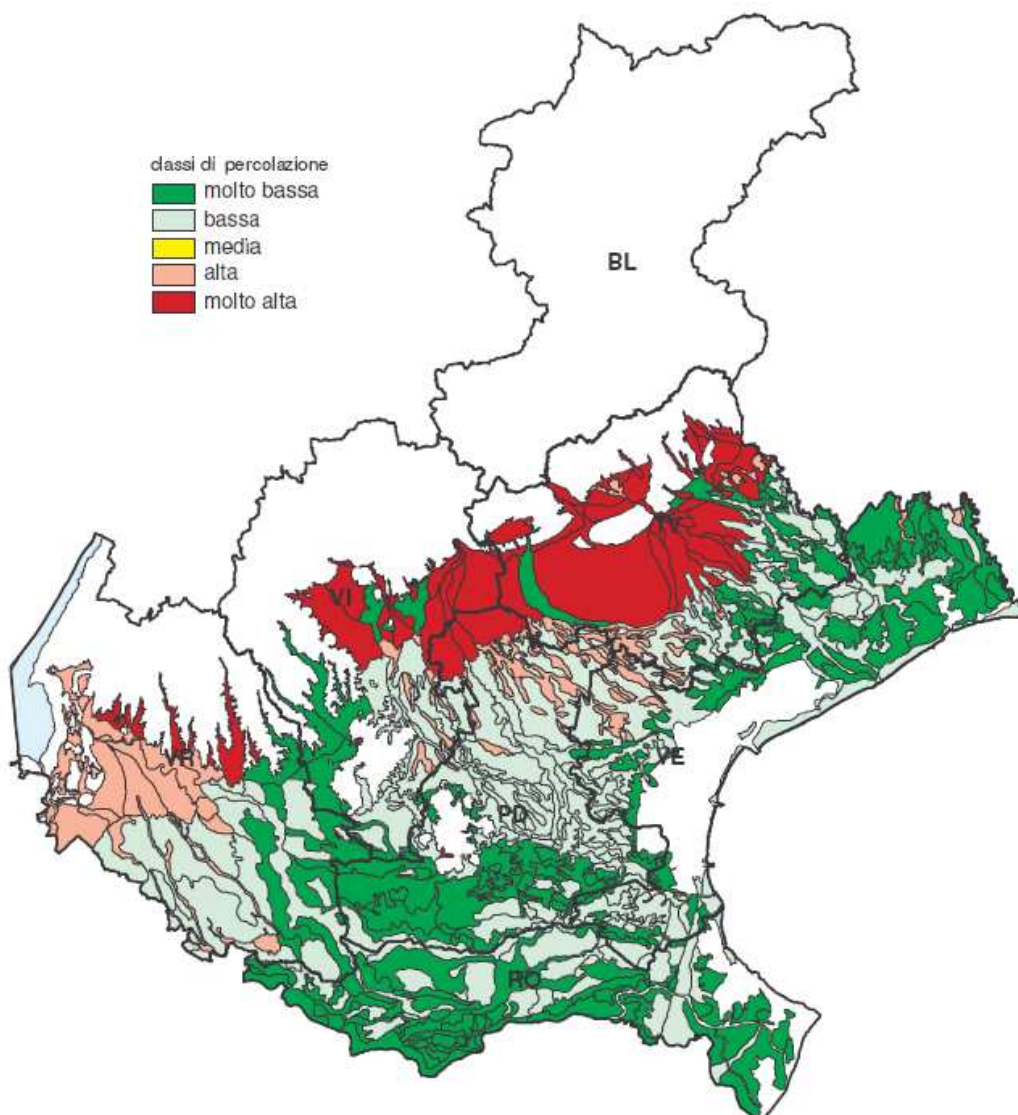 classi di percolazione
molto bassa
bassa
media
alta
molto alta
BL
TV
VI
VR
VE
PD
RO